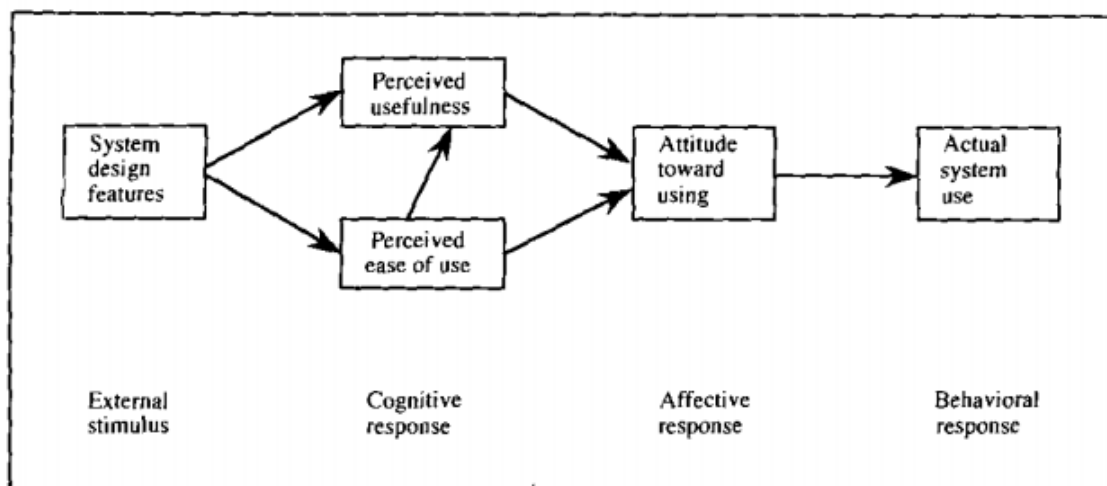 Perceived
usefulness
System
design
features
Attitude
toward
using
Actual
system
use
Perceived
ease of use
External
stimulus
Cognitive
response
Affective
response
Behavioral
response